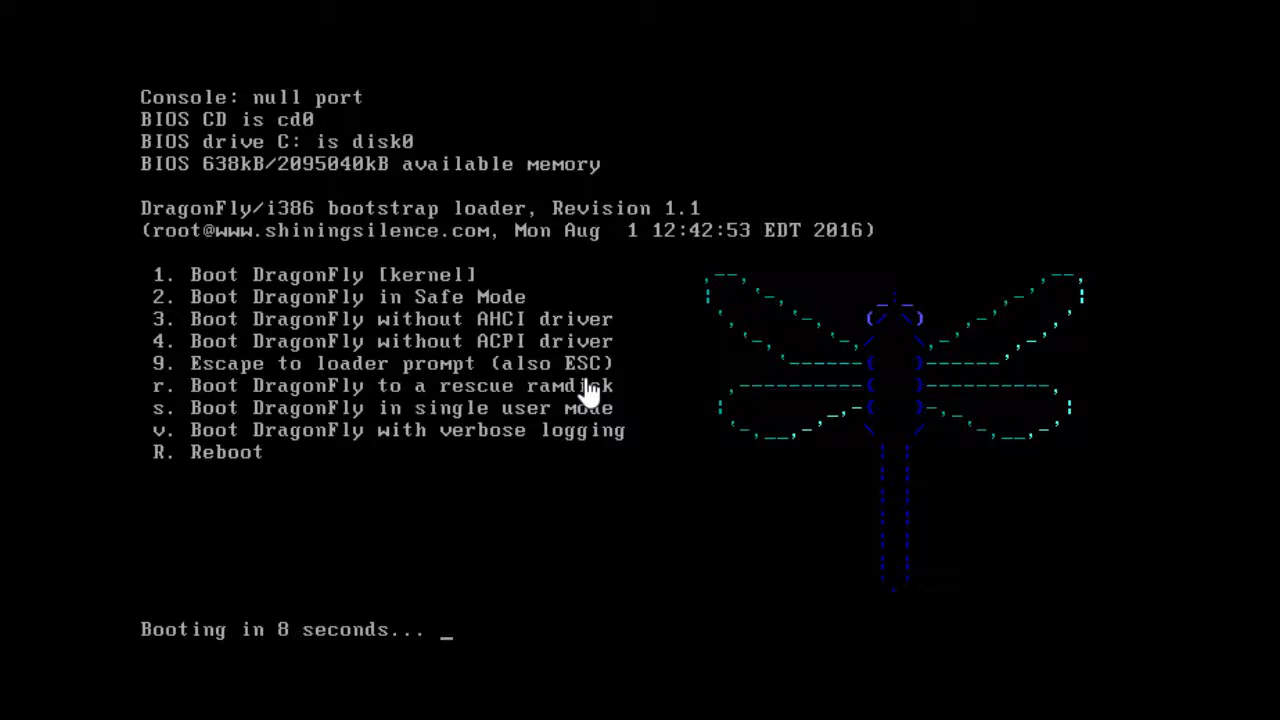 Console: null port
BIOS CD is cd0
BIOS drive C: is disk0
BIOS 638kB/2095040kB available memory
DragonFly/i386 bootstrap loader, Revision 1.1
(root@www.shiningsilence.com, Mon Aug  1 12:42:53 EDT 2016)
1. Boot DragonFly [kernel]
2. Boot DragonFly in Safe Mode
3. Boot DragonFly without AHCI driver
4. Boot DragonFly without ACPI driver
9. Escape to loader prompt (also ESC)
r. Boot DragonFly to a rescue ramdisk
s. Boot DragonFly in single user mode
v. Boot DragonFly with verbose logging
R. Reboot
Booting in 8 seconds... _